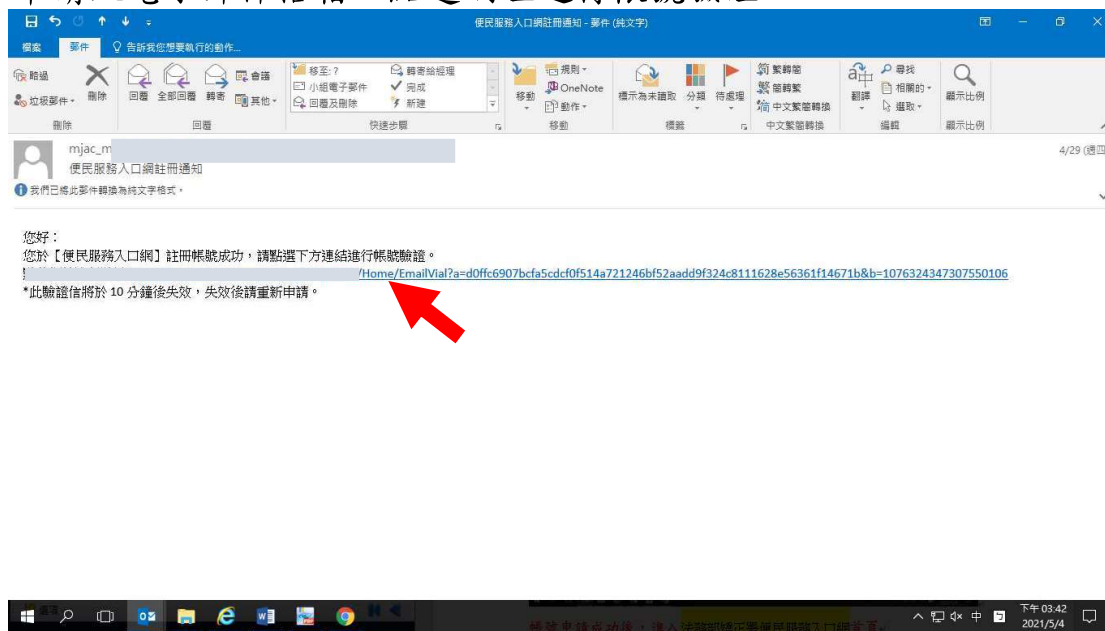 便民服務入口網註冊通知 - 郵件 (純文字)
檔案 郵件 告訴我您想要執行的動作...
略過
垃圾郵件
刪除
回覆 全部回覆 轉寄
會議
其他
移至: ?
小組電子郵件
回覆及刪除
轉寄給經理
完成
新建
移動
規則
OneNote
動作
標示為未讀取 分類 待處理
繁轉簡
簡轉繁
中文繁簡轉換
翻譯
尋找
相關的
選取
顯示比例
刪除 回覆 快速步驟 移動 標籤 中文繁簡轉換 編輯 顯示比例
mjac_m
4/29 (週四
便民服務入口網註冊通知
我們已將此郵件轉換為純文字格式。
您好：
您於【便民服務入口網】註冊帳號成功，請點選下方連結進行帳號驗證。
/Home/EmailVial?a=d0ffc6907bcfa5cdcf0f514a721246bf52aadd9f324c8111628e56361f14671b&b=1076324347307550106
*此驗證信將於 10 分鐘後失效，失效後請重新申請。
中
下午 03:42
2021/5/4